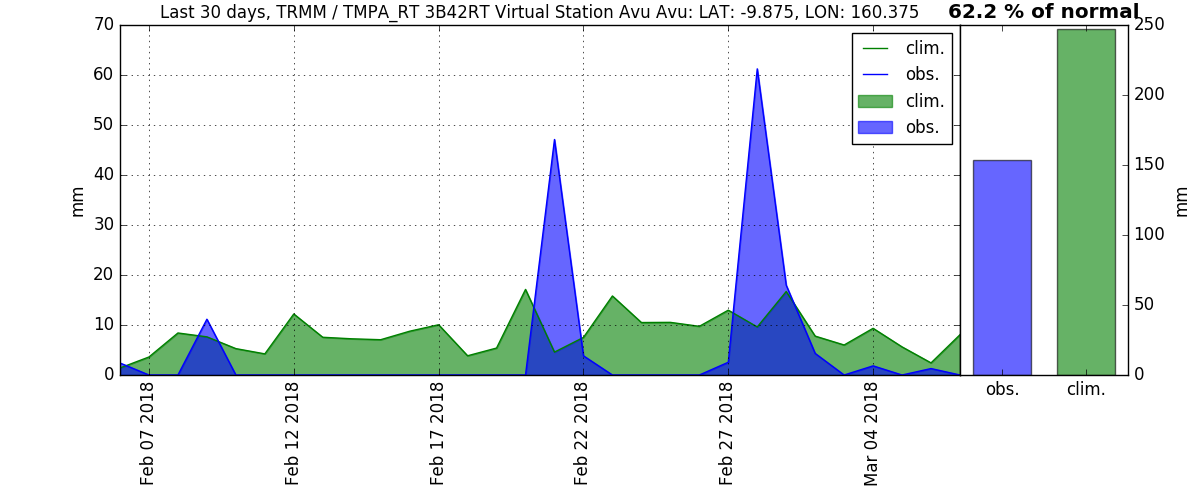 Last 30 days, TRMM / TMPA_RT 3B42RT Virtual Station Avu Avu: LAT: -9.875, LON: 160.375
62.2 % of normal
70
60
50
40
30
20
10
0
mm
clim.
obs.
clim.
obs.
Feb 07 2018
Feb 12 2018
Feb 17 2018
Feb 22 2018
Feb 27 2018
Mar 04 2018
250
200
150
100
50
0
mm
obs.
clim.